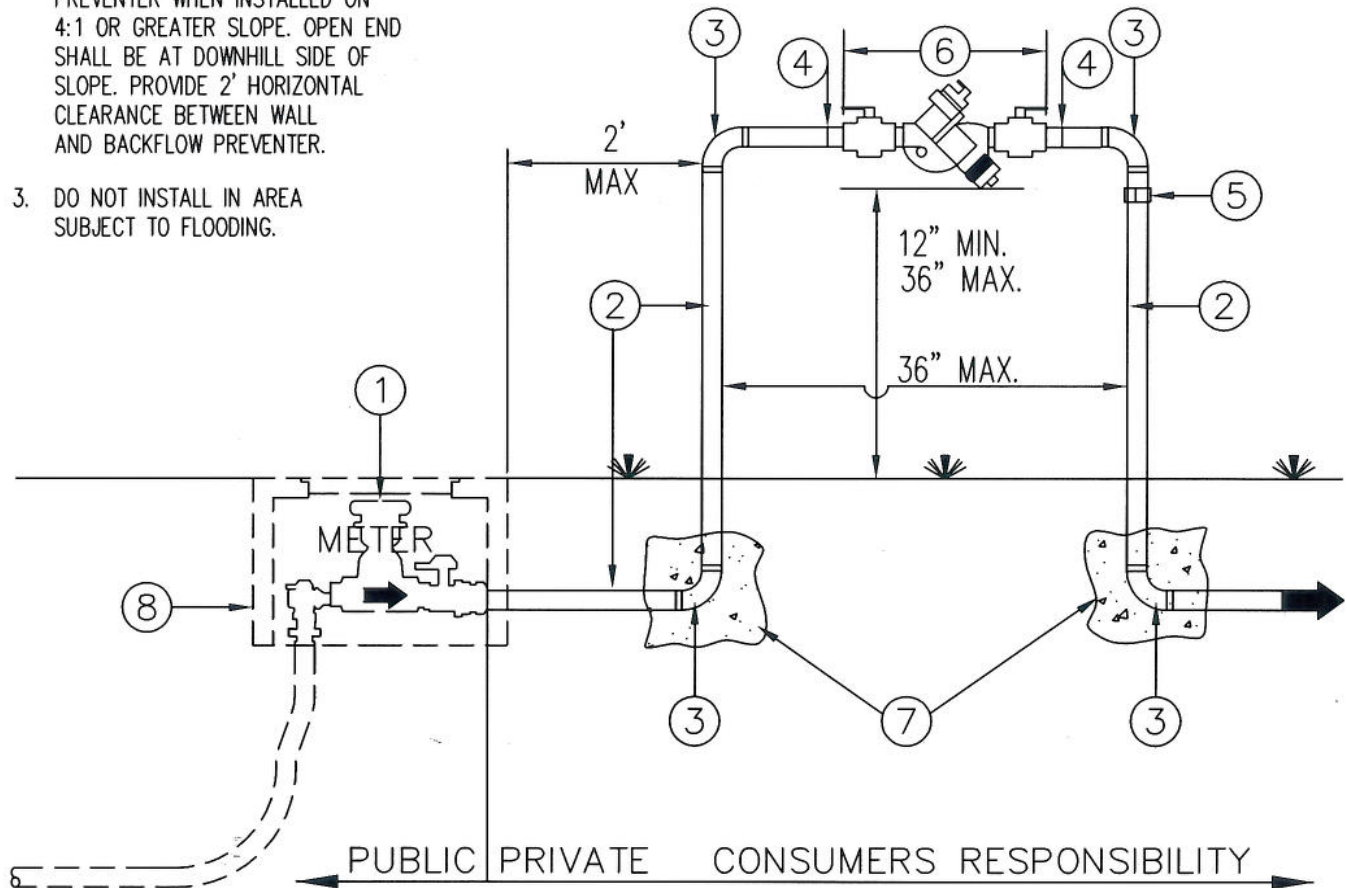 PREVENTER WHEN INSTALLED ON
4:1 OR GREATER SLOPE. OPEN END
SHALL BE AT DOWNHILL SIDE OF
SLOPE. PROVIDE 2' HORIZONTAL
CLEARANCE BETWEEN WALL
AND BACKFLOW PREVENTER.
3. DO NOT INSTALL IN AREA
SUBJECT TO FLOODING.
3
6
3
4
4
2'
MAX
5
12" MIN.
36" MAX.
2
2
36" MAX.
1
METER
8
3
7
3
PUBLIC PRIVATE CONSUMERS RESPONSIBILITY